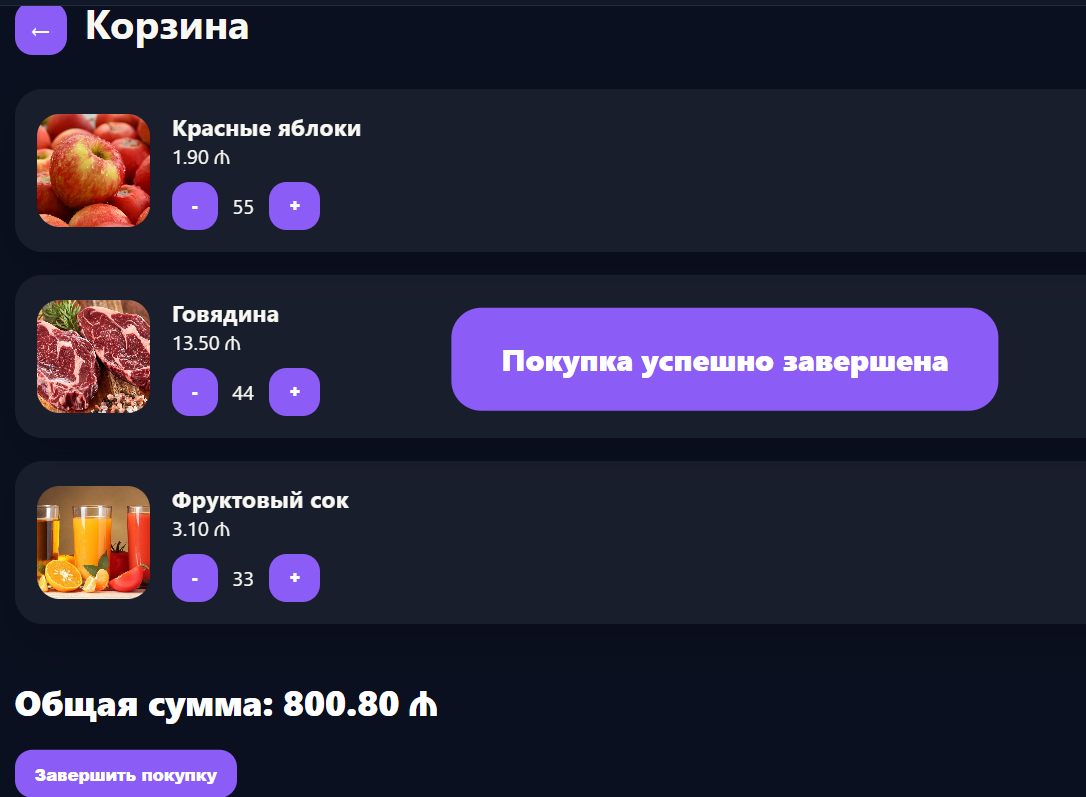 ← Корзина
Красные яблоки
1.90 ₼
- 55 +
Говядина
13.50 ₼
- 44 +
Покупка успешно завершена
Фруктовый сок
3.10 ₼
- 33 +
Общая сумма: 800.80 ₼
Завершить покупку